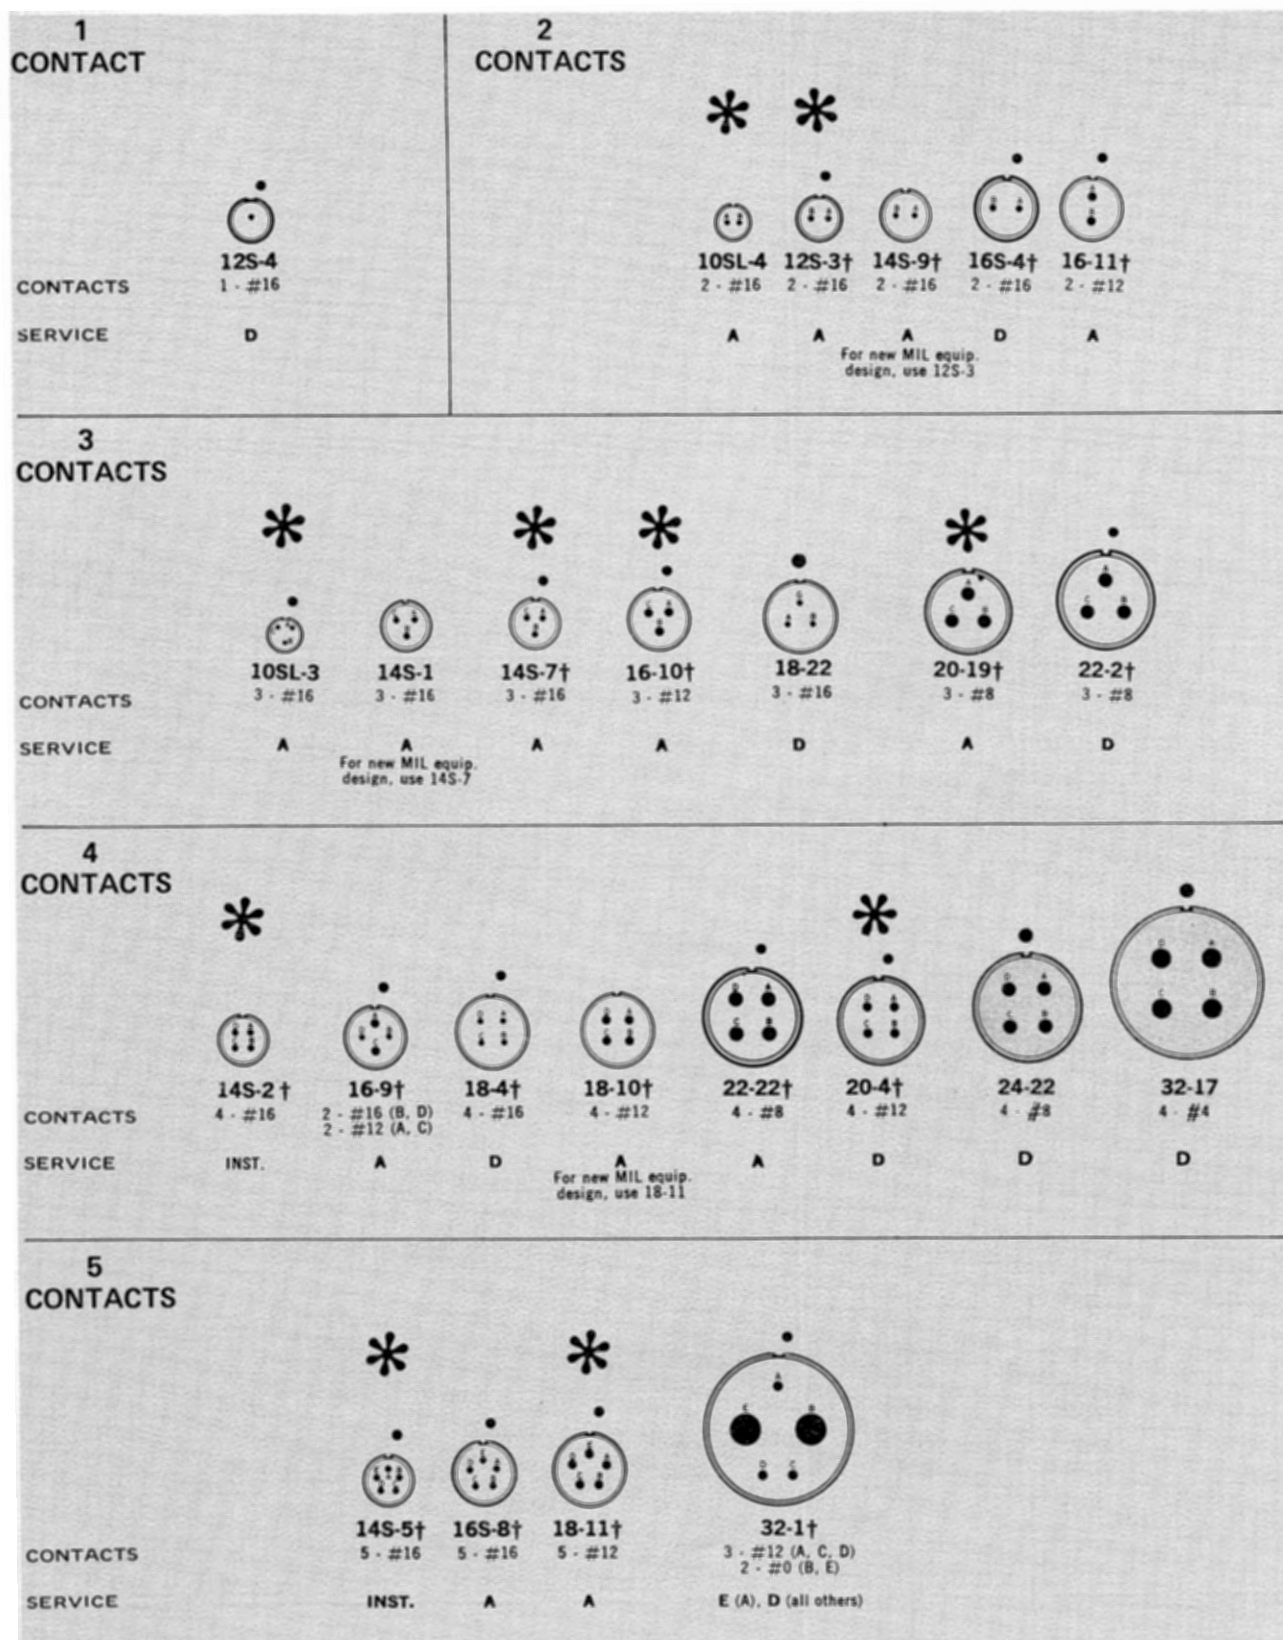 1
CONTACT
12S-4
CONTACTS 1 - #16
SERVICE D
2
CONTACTS
* *
10SL-4 12S-3† 14S-9† 16S-4† 16-11†
2 - #16 2 - #16 2 - #16 2 - #16 2 - #12
A A A D A
For new MIL equip.
design, use 12S-3
3
CONTACTS
* * * *
10SL-3 14S-1 14S-7† 16-10† 18-22 20-19† 22-2†
CONTACTS 3 - #16 3 - #16 3 - #16 3 - #12 3 - #16 3 - #8 3 - #8
SERVICE A A A A D A D
For new MIL equip.
design, use 14S-7
4
CONTACTS
* *
14S-2 † 16-9† 18-4† 18-10† 22-22† 20-4† 24-22 32-17
CONTACTS 4 - #16 2 - #16 (B, D) 4 - #16 4 - #12 4 - #8 4 - #12 4 - #8 4 - #4
2 - #12 (A, C)
SERVICE INST. A D A A D D D
For new MIL equip.
design, use 18-11
5
CONTACTS
* *
14S-5† 16S-8† 18-11† 32-1†
CONTACTS 5 - #16 5 - #16 5 - #12 3 - #12 (A, C, D)
2 - #0 (B, E)
SERVICE INST. A A E (A), D (all others)